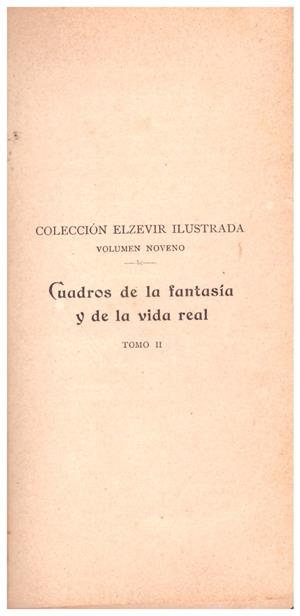 COLECCIÓN ELZEVIR ILUSTRADA
VOLUMEN NOVENO
Cuadros de la fantasía
y de la vida real
TOMO II